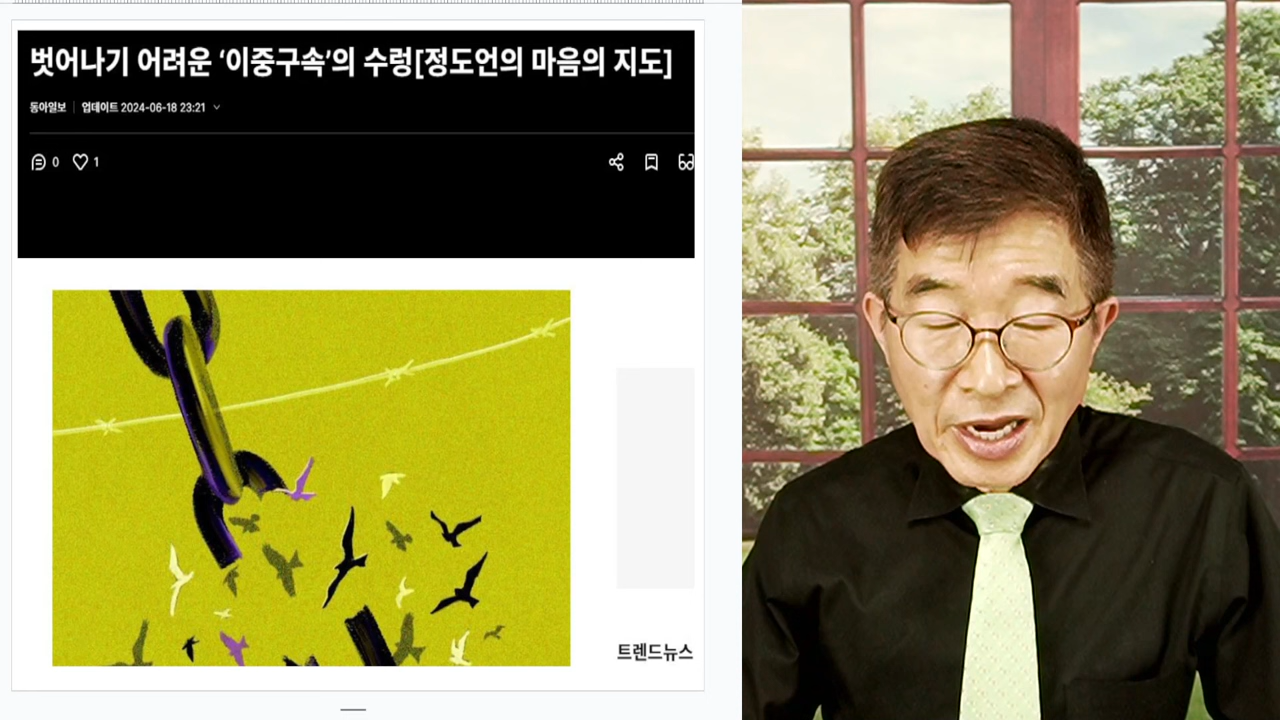 벗어나기 어려운 ‘이중구속’의 수렁[정도언의 마음의 지도]
동아일보 업데이트 2024-06-18 23:21
0 1
트렌드뉴스